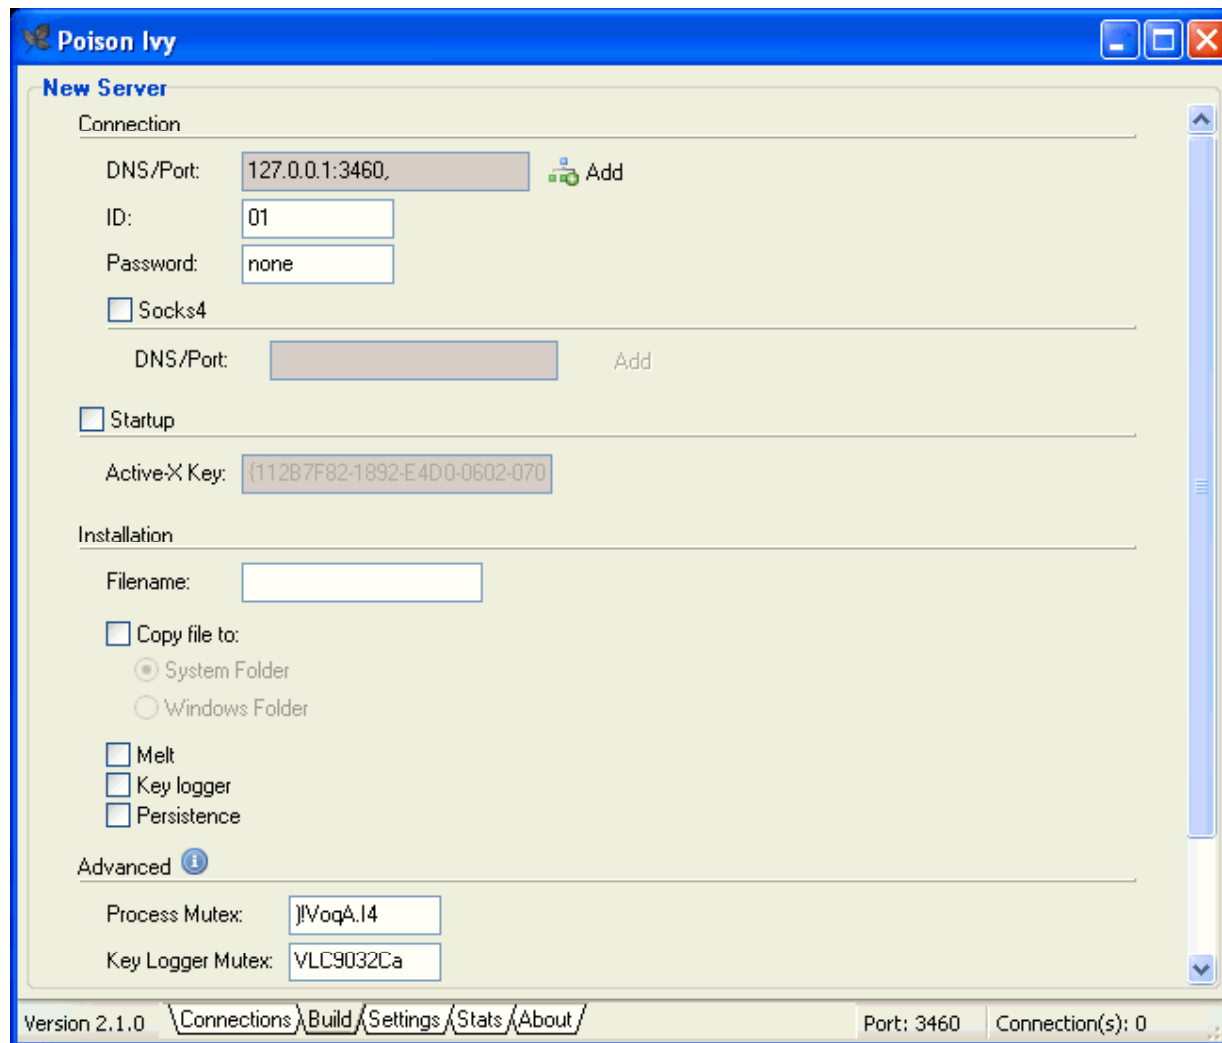 Poison Ivy
New Server
Connection
DNS/Port: 127.0.0.1:3460, Add
ID: 01
Password: none
Socks4
DNS/Port: Add
Startup
Active-X Key: {112B7F82-1892-E4D0-0602-070
Installation
Filename:
Copy file to:
System Folder
Windows Folder
Melt
Key logger
Persistence
Advanced
Process Mutex: )!VoqA.I4
Key Logger Mutex: VLC9032Ca
Version 2.1.0 Connections Build Settings Stats About Port: 3460 Connection(s): 0